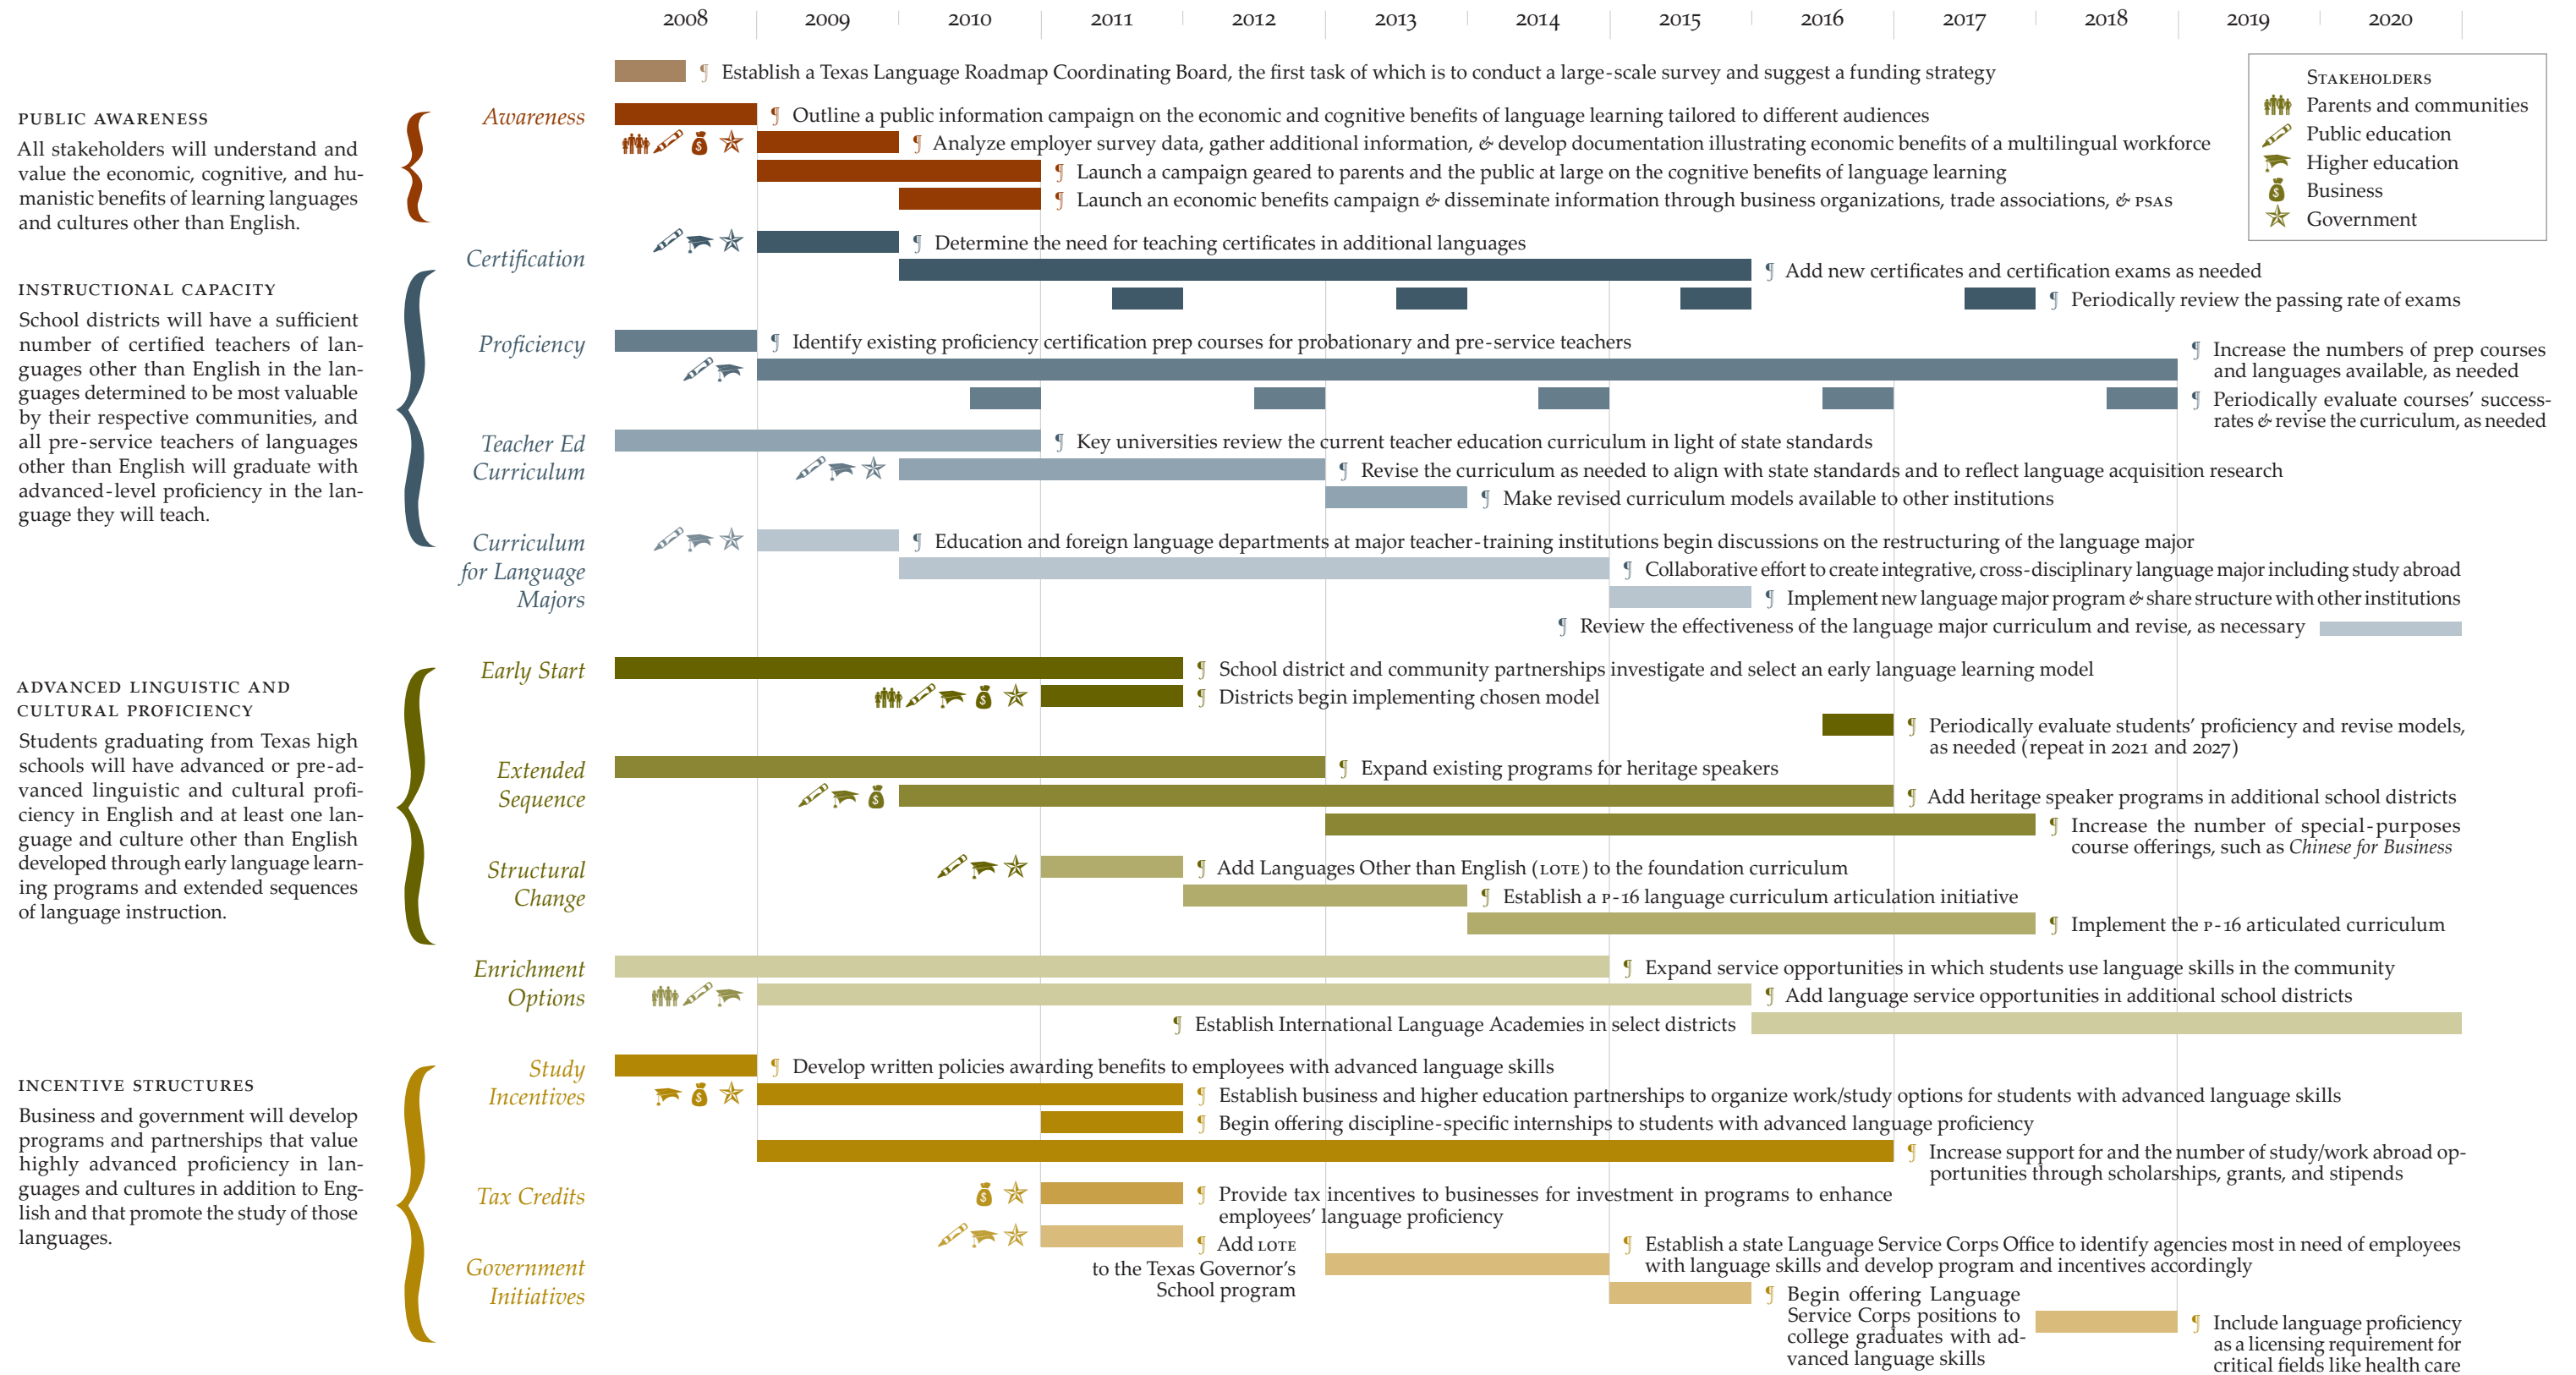 2008 2009 2010 2011 2012 2013 2014 2015 2016 2017 2018 2019 2020
¶ Establish a Texas Language Roadmap Coordinating Board, the first task of which is to conduct a large-scale survey and suggest a funding strategy
STAKEHOLDERS
Parents and communities
Public education
Higher education
Business
Government
PUBLIC AWARENESS
All stakeholders will understand and
value the economic, cognitive, and hu-
manistic benefits of learning languages
and cultures other than English.
Awareness
¶ Outline a public information campaign on the economic and cognitive benefits of language learning tailored to different audiences
¶ Analyze employer survey data, gather additional information, & develop documentation illustrating economic benefits of a multilingual workforce
¶ Launch a campaign geared to parents and the public at large on the cognitive benefits of language learning
¶ Launch an economic benefits campaign & disseminate information through business organizations, trade associations, & PSAS
INSTRUCTIONAL CAPACITY
School districts will have a sufficient
number of certified teachers of lan-
guages other than English in the lan-
guages determined to be most valuable
by their respective communities, and
all pre-service teachers of languages
other than English will graduate with
advanced-level proficiency in the lan-
guage they will teach.
Certification
¶ Determine the need for teaching certificates in additional languages
¶ Add new certificates and certification exams as needed
¶ Periodically review the passing rate of exams
Proficiency
¶ Identify existing proficiency certification prep courses for probationary and pre-service teachers
¶ Increase the numbers of prep courses
and languages available, as needed
¶ Periodically evaluate courses' success-
rates & revise the curriculum, as needed
Teacher Ed
Curriculum
¶ Key universities review the current teacher education curriculum in light of state standards
¶ Revise the curriculum as needed to align with state standards and to reflect language acquisition research
¶ Make revised curriculum models available to other institutions
Curriculum
for Language
Majors
¶ Education and foreign language departments at major teacher-training institutions begin discussions on the restructuring of the language major
¶ Collaborative effort to create integrative, cross-disciplinary language major including study abroad
¶ Implement new language major program & share structure with other institutions
¶ Review the effectiveness of the language major curriculum and revise, as necessary
ADVANCED LINGUISTIC AND
CULTURAL PROFICIENCY
Students graduating from Texas high
schools will have advanced or pre-ad-
vanced linguistic and cultural profi-
ciency in English and at least one lan-
guage and culture other than English
developed through early language learn-
ing programs and extended sequences
of language instruction.
Early Start
¶ School district and community partnerships investigate and select an early language learning model
¶ Districts begin implementing chosen model
¶ Periodically evaluate students' proficiency and revise models,
as needed (repeat in 2021 and 2027)
Extended
Sequence
¶ Expand existing programs for heritage speakers
¶ Add heritage speaker programs in additional school districts
¶ Increase the number of special-purposes
course offerings, such as Chinese for Business
Structural
Change
¶ Add Languages Other than English (LOTE) to the foundation curriculum
¶ Establish a P-16 language curriculum articulation initiative
¶ Implement the P-16 articulated curriculum
Enrichment
Options
¶ Expand service opportunities in which students use language skills in the community
¶ Add language service opportunities in additional school districts
¶ Establish International Language Academies in select districts
INCENTIVE STRUCTURES
Business and government will develop
programs and partnerships that value
highly advanced proficiency in lan-
guages and cultures in addition to Eng-
lish and that promote the study of those
languages.
Study
Incentives
¶ Develop written policies awarding benefits to employees with advanced language skills
¶ Establish business and higher education partnerships to organize work/study options for students with advanced language skills
¶ Begin offering discipline-specific internships to students with advanced language proficiency
¶ Increase support for and the number of study/work abroad op-
portunities through scholarships, grants, and stipends
Tax Credits
¶ Provide tax incentives to businesses for investment in programs to enhance
employees' language proficiency
Government
Initiatives
¶ Add LOTE
to the Texas Governor's
School program
¶ Establish a state Language Service Corps Office to identify agencies most in need of employees
with language skills and develop program and incentives accordingly
¶ Begin offering Language
Service Corps positions to
college graduates with ad-
vanced language skills
¶ Include language proficiency
as a licensing requirement for
critical fields like health care